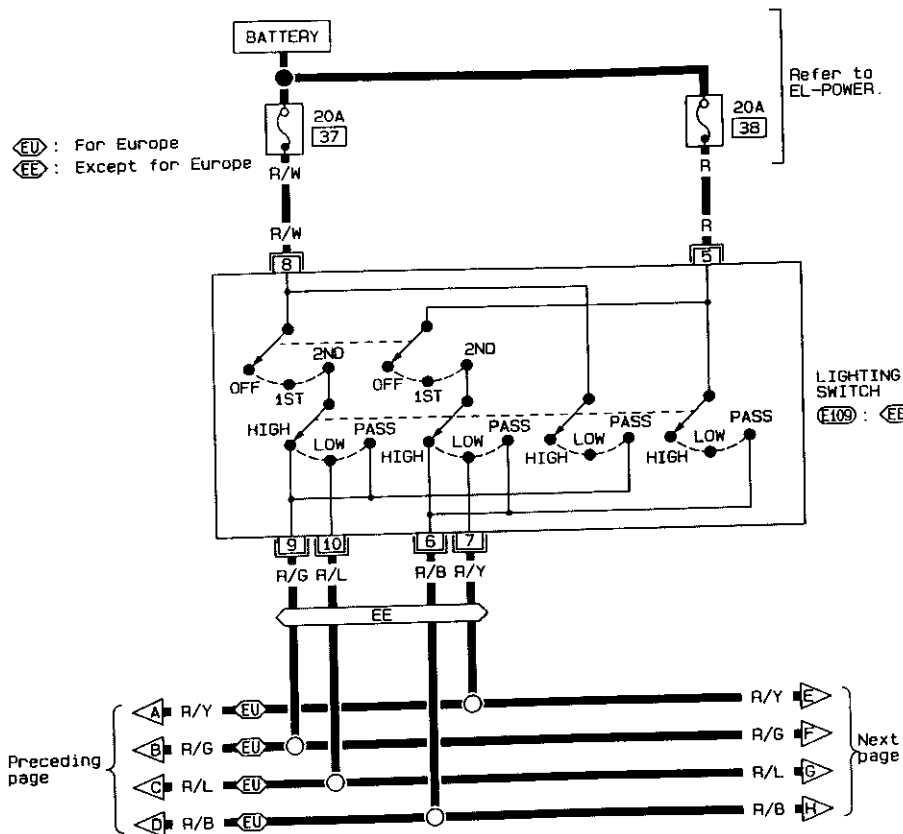 BATTERY
Refer to
EL-POWER.
20A
37
20A
38
EU : For Europe
EE : Except for Europe
R/W
R
R/W
R
8
5
OFF
1ST
2ND
OFF
1ST
2ND
LIGHTING
SWITCH
E109 : EE
HIGH
LOW
PASS
HIGH
LOW
PASS
HIGH
LOW
PASS
HIGH
LOW
PASS
9
10
6
7
R/G
R/L
R/B
R/Y
EE
Preceding
page
A R/Y EU R/Y E
B R/G EU R/G F
C R/L EU R/L G
D R/B EU R/B H
Next
page